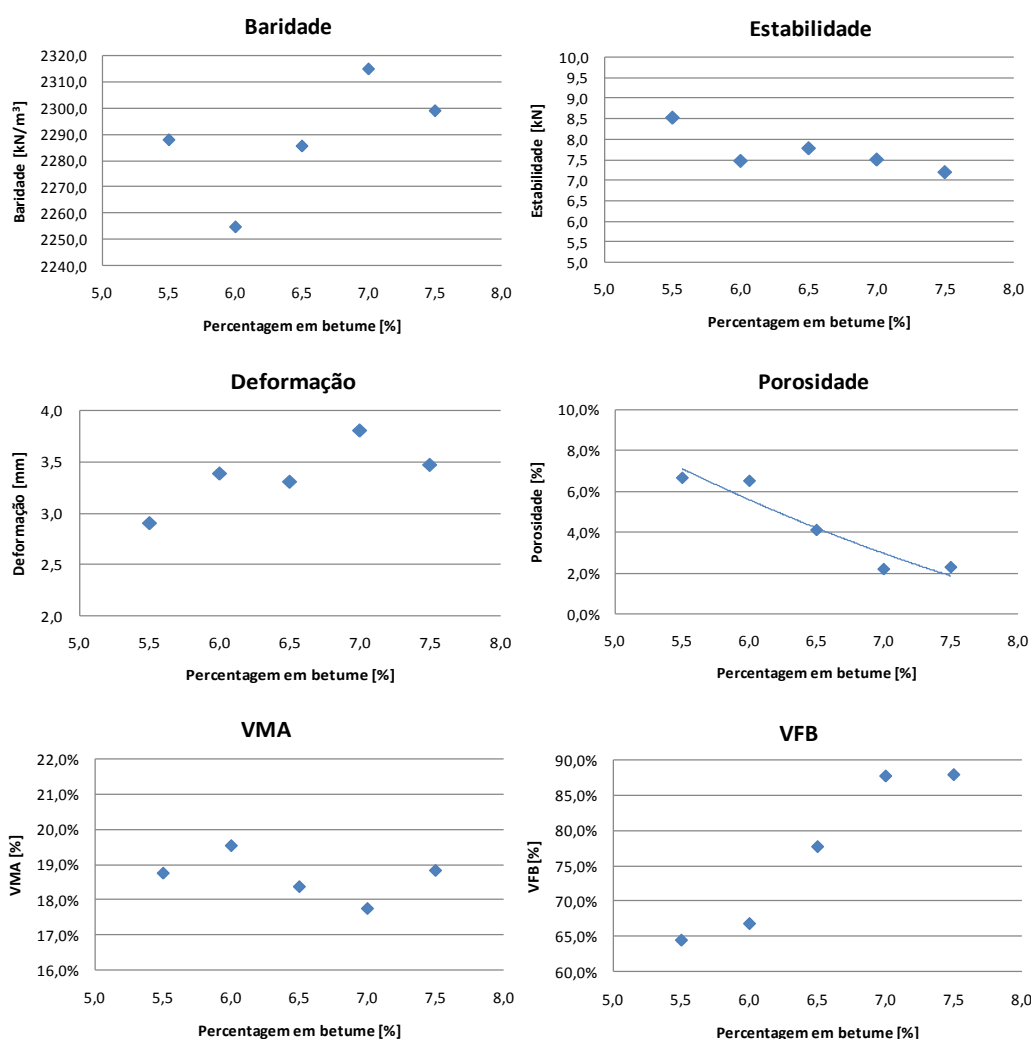 Baridade
Baridade [kN/m³]
2320,0
2310,0
2300,0
2290,0
2280,0
2270,0
2260,0
2250,0
2240,0
5,0 5,5 6,0 6,5 7,0 7,5 8,0
Percentagem em betume [%]
Estabilidade
Estabilidade [kN]
10,0
9,5
9,0
8,5
8,0
7,5
7,0
6,5
6,0
5,5
5,0
5,0 5,5 6,0 6,5 7,0 7,5 8,0
Percentagem em betume [%]
Deformação
Deformação [mm]
4,0
3,5
3,0
2,5
2,0
5,0 5,5 6,0 6,5 7,0 7,5 8,0
Percentagem em betume [%]
Porosidade
Porosidade [%]
10,0%
8,0%
6,0%
4,0%
2,0%
0,0%
5,0 5,5 6,0 6,5 7,0 7,5 8,0
Percentagem em betume [%]
VMA
VMA [%]
22,0%
21,0%
20,0%
19,0%
18,0%
17,0%
16,0%
5,0 5,5 6,0 6,5 7,0 7,5 8,0
Percentagem em betume [%]
VFB
VFB [%]
90,0%
85,0%
80,0%
75,0%
70,0%
65,0%
60,0%
5,0 5,5 6,0 6,5 7,0 7,5 8,0
Percentagem em betume [%]